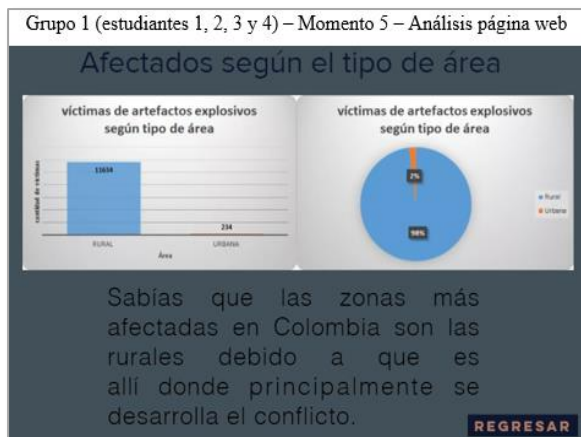 Grupo 1 (estudiantes 1, 2, 3 y 4) – Momento 5 – Análisis página web
Afectados según el tipo de área
víctimas de artefactos explosivos
según tipo de área
cantidad de víctimas
11634
234
RURAL
URBANA
Área
víctimas de artefactos explosivos
según tipo de área
2%
98%
Rural
Urbana
Sabías que las zonas más
afectadas en Colombia son las
rurales debido a que es
allí donde principalmente se
desarrolla el conflicto.
REGRESAR